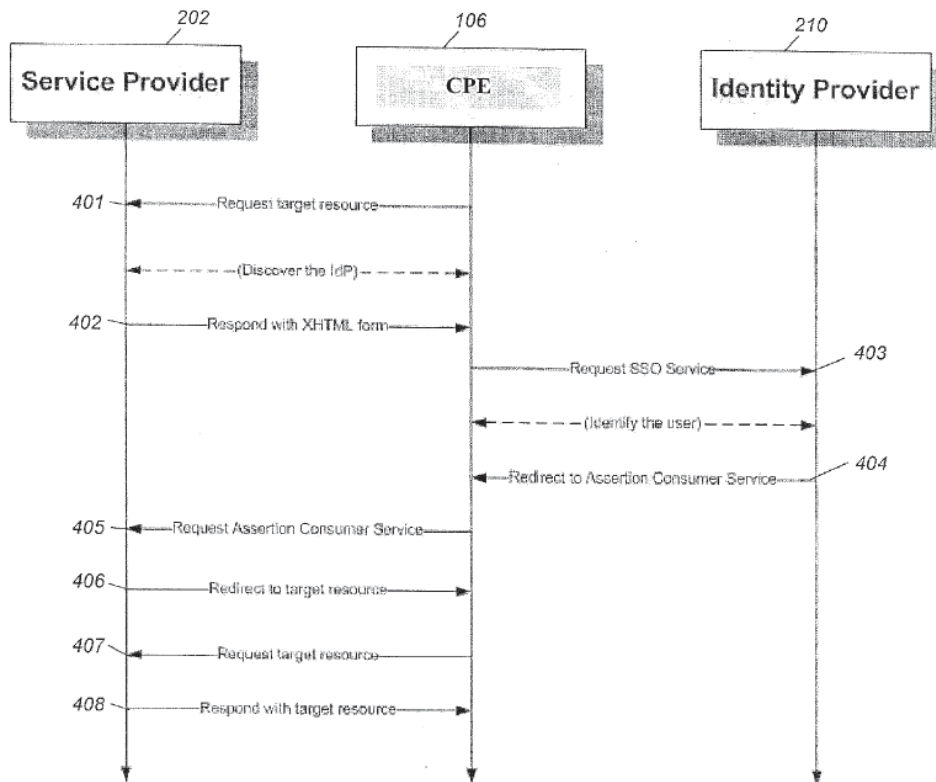 202
106
210
Service Provider
CPE
Identity Provider
401
Request target resource
(Discover the IdP)
402
Respond with XHTML form
403
Request SSO Service
(Identify the user)
404
Redirect to Assertion Consumer Service
405
Request Assertion Consumer Service
406
Redirect to target resource
407
Request target resource
408
Respond with target resource